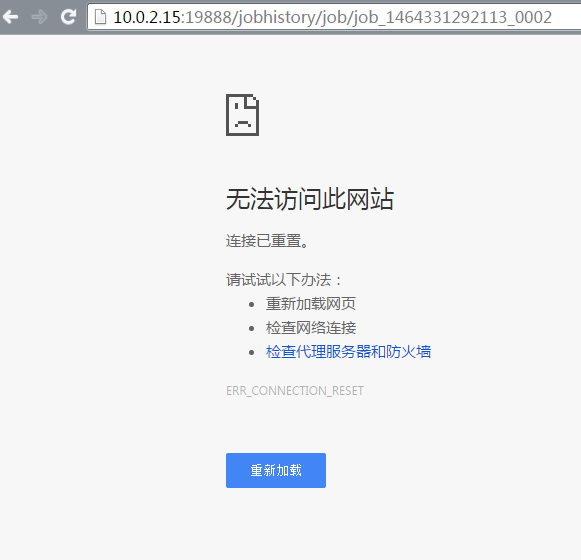 10.0.2.15:19888/jobhistory/job/job_1464331292113_0002
无法访问此网站
连接已重置。
请试试以下办法：
重新加载网页
检查网络连接
检查代理服务器和防火墙
ERR_CONNECTION_RESET
重新加载